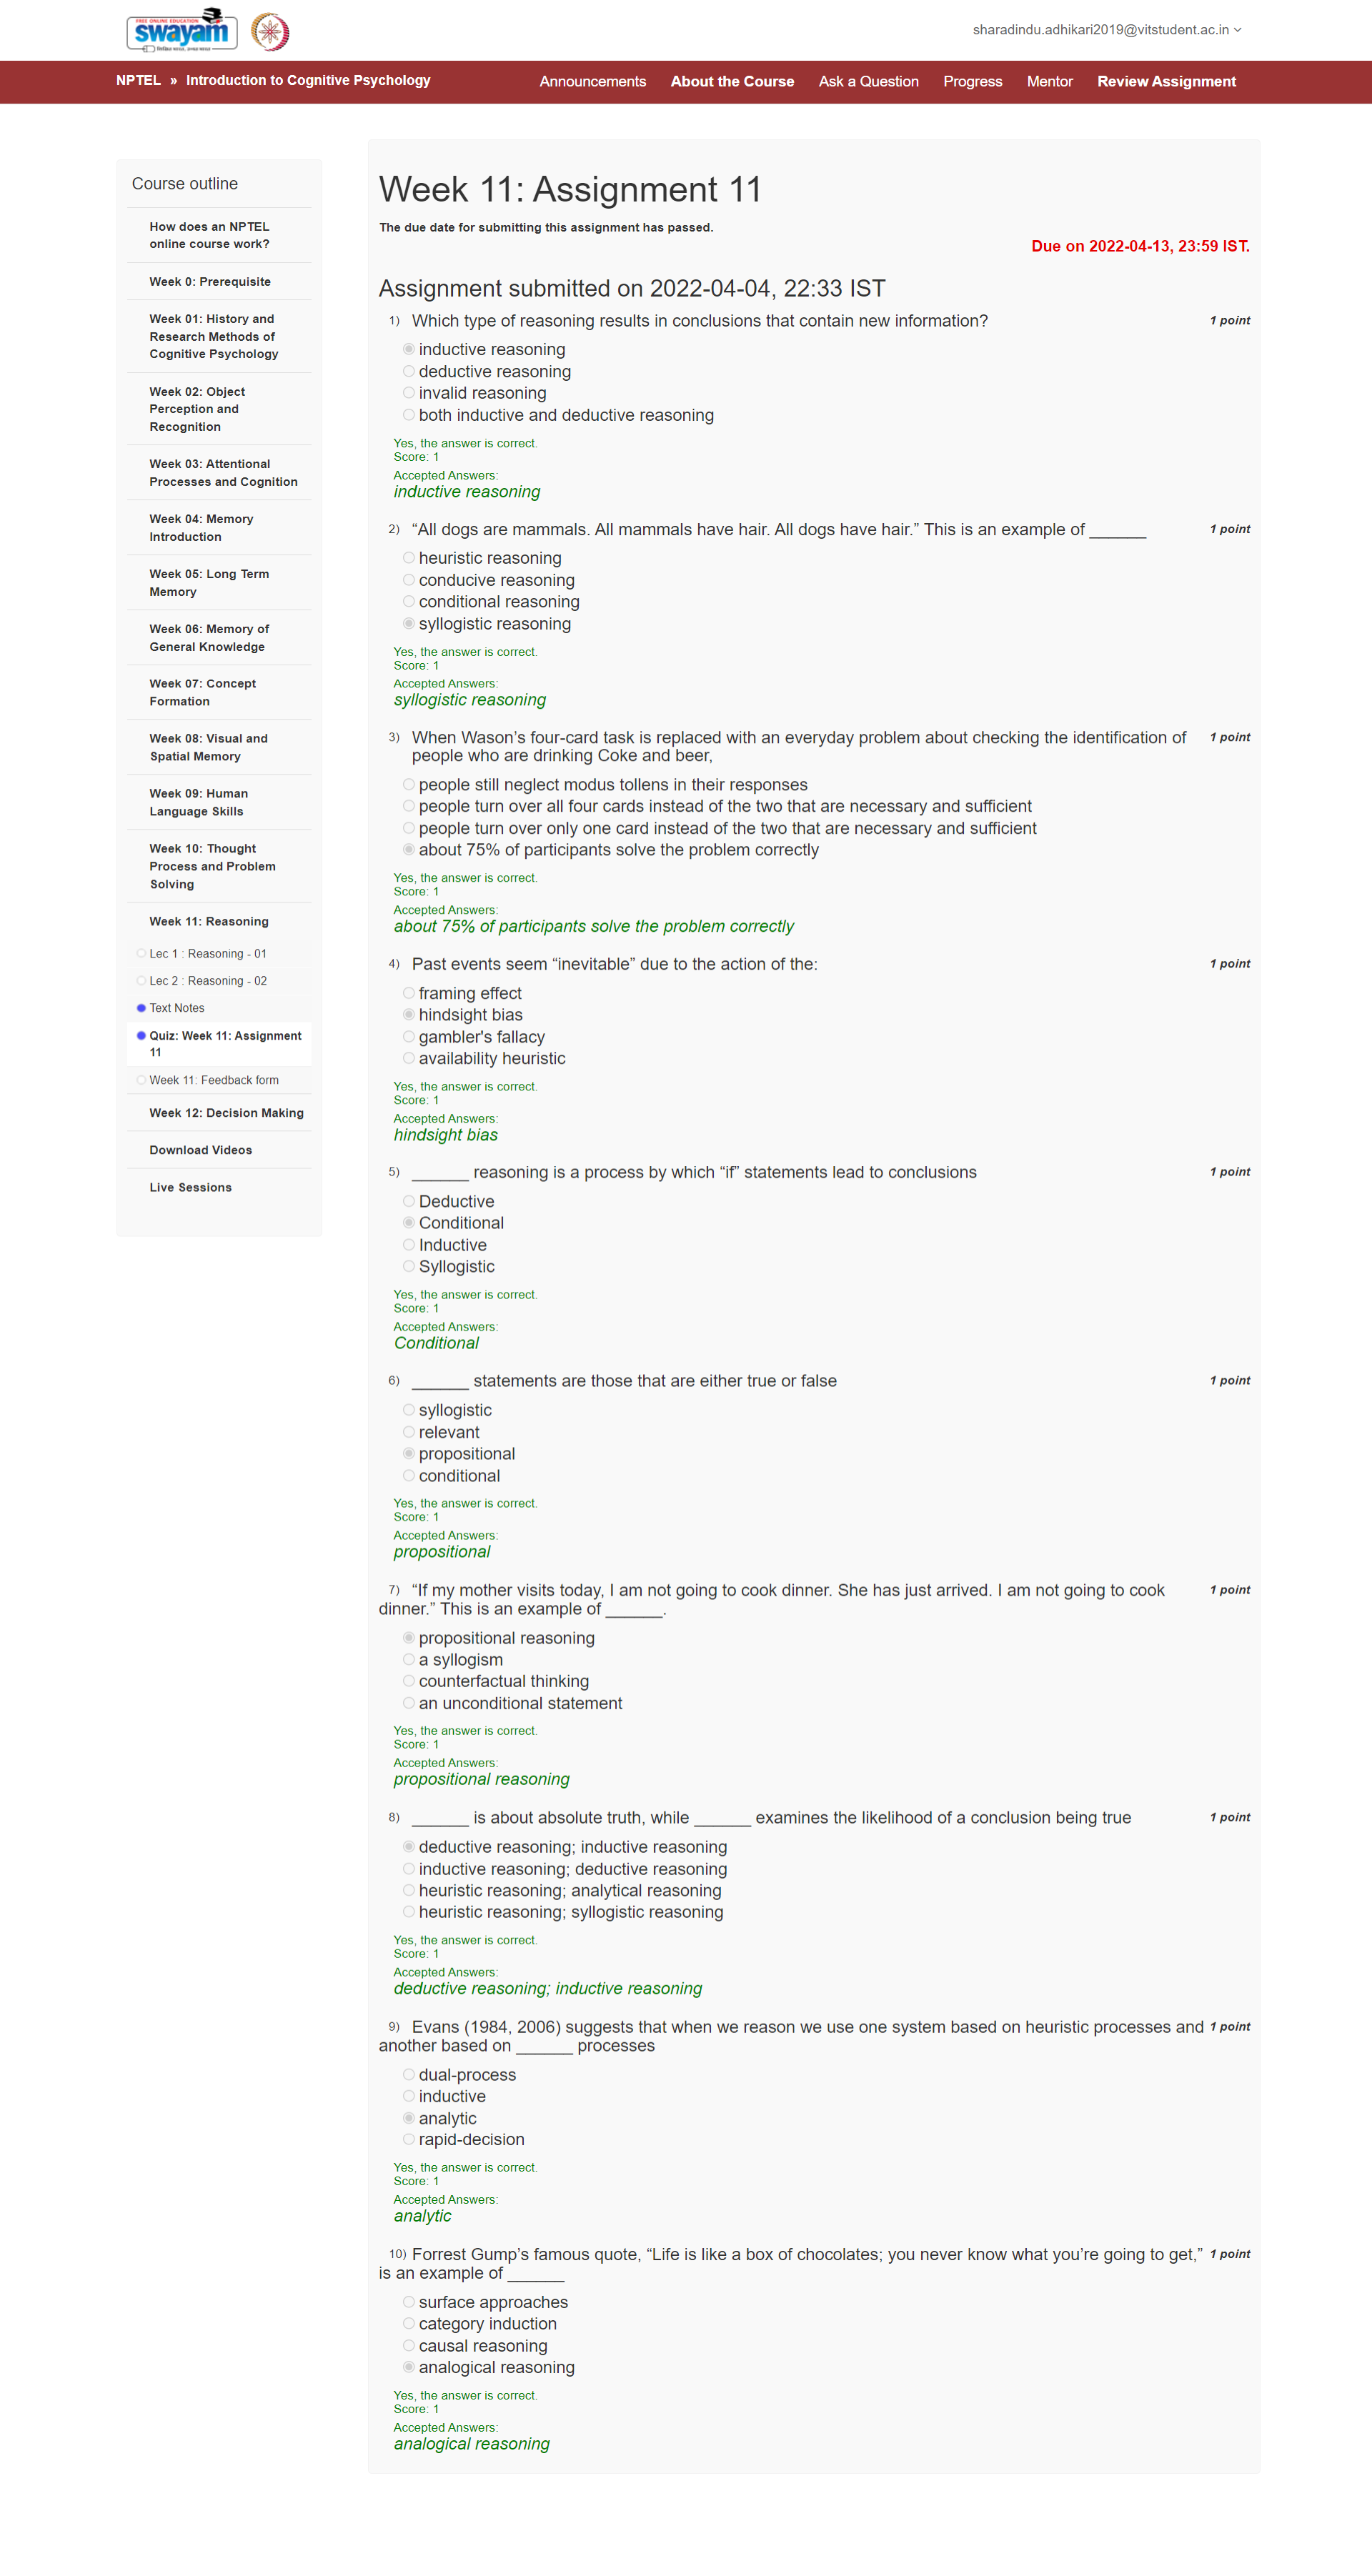 FREE ONLINE EDUCATION
swayam
sharadindu.adhikari2019@vitstudent.ac.in
NPTEL » Introduction to Cognitive Psychology
Announcements About the Course Ask a Question Progress Mentor Review Assignment
Course outline
How does an NPTEL
online course work?
Week 0: Prerequisite
Week 01: History and
Research Methods of
Cognitive Psychology
Week 02: Object
Perception and
Recognition
Week 03: Attentional
Processes and Cognition
Week 04: Memory
Introduction
Week 05: Long Term
Memory
Week 06: Memory of
General Knowledge
Week 07: Concept
Formation
Week 08: Visual and
Spatial Memory
Week 09: Human
Language Skills
Week 10: Thought
Process and Problem
Solving
Week 11: Reasoning
Lec 1 : Reasoning - 01
Lec 2 : Reasoning - 02
Text Notes
Quiz: Week 11: Assignment
11
Week 11: Feedback form
Week 12: Decision Making
Download Videos
Live Sessions
Week 11: Assignment 11
The due date for submitting this assignment has passed.
Due on 2022-04-13, 23:59 IST.
Assignment submitted on 2022-04-04, 22:33 IST
1) Which type of reasoning results in conclusions that contain new information? 1 point
inductive reasoning
deductive reasoning
invalid reasoning
both inductive and deductive reasoning
Yes, the answer is correct.
Score: 1
Accepted Answers:
inductive reasoning
2) “All dogs are mammals. All mammals have hair. All dogs have hair.” This is an example of ______ 1 point
heuristic reasoning
conducive reasoning
conditional reasoning
syllogistic reasoning
Yes, the answer is correct.
Score: 1
Accepted Answers:
syllogistic reasoning
3) When Wason’s four-card task is replaced with an everyday problem about checking the identification of 1 point
people who are drinking Coke and beer,
people still neglect modus tollens in their responses
people turn over all four cards instead of the two that are necessary and sufficient
people turn over only one card instead of the two that are necessary and sufficient
about 75% of participants solve the problem correctly
Yes, the answer is correct.
Score: 1
Accepted Answers:
about 75% of participants solve the problem correctly
4) Past events seem “inevitable” due to the action of the: 1 point
framing effect
hindsight bias
gambler's fallacy
availability heuristic
Yes, the answer is correct.
Score: 1
Accepted Answers:
hindsight bias
5) ______ reasoning is a process by which “if” statements lead to conclusions 1 point
Deductive
Conditional
Inductive
Syllogistic
Yes, the answer is correct.
Score: 1
Accepted Answers:
Conditional
6) ______ statements are those that are either true or false 1 point
syllogistic
relevant
propositional
conditional
Yes, the answer is correct.
Score: 1
Accepted Answers:
propositional
7) “If my mother visits today, I am not going to cook dinner. She has just arrived. I am not going to cook 1 point
dinner.” This is an example of ______.
propositional reasoning
a syllogism
counterfactual thinking
an unconditional statement
Yes, the answer is correct.
Score: 1
Accepted Answers:
propositional reasoning
8) ______ is about absolute truth, while ______ examines the likelihood of a conclusion being true 1 point
deductive reasoning; inductive reasoning
inductive reasoning; deductive reasoning
heuristic reasoning; analytical reasoning
heuristic reasoning; syllogistic reasoning
Yes, the answer is correct.
Score: 1
Accepted Answers:
deductive reasoning; inductive reasoning
9) Evans (1984, 2006) suggests that when we reason we use one system based on heuristic processes and 1 point
another based on ______ processes
dual-process
inductive
analytic
rapid-decision
Yes, the answer is correct.
Score: 1
Accepted Answers:
analytic
10) Forrest Gump’s famous quote, “Life is like a box of chocolates; you never know what you’re going to get,” 1 point
is an example of ______
surface approaches
category induction
causal reasoning
analogical reasoning
Yes, the answer is correct.
Score: 1
Accepted Answers:
analogical reasoning